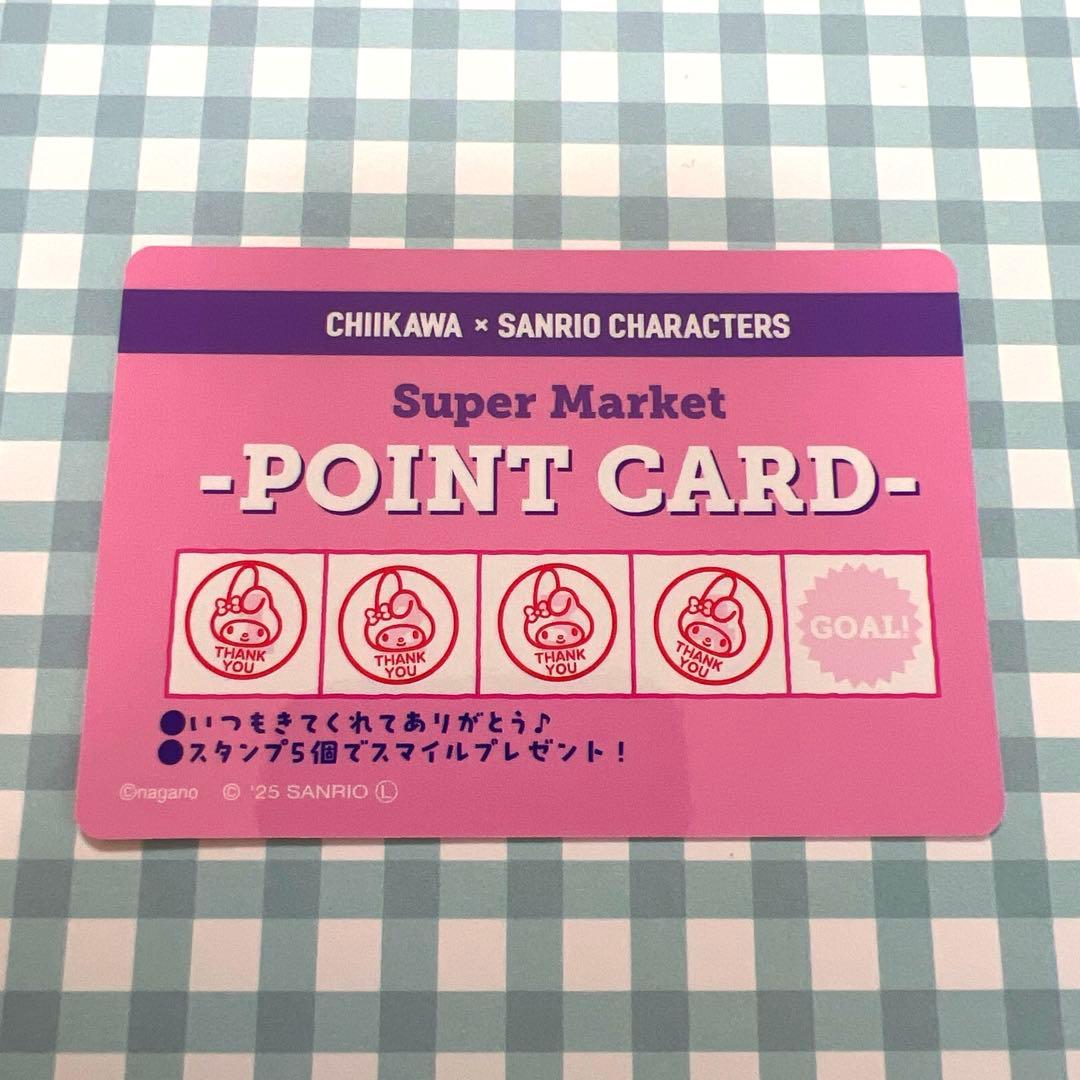 CHIIKAWA × SANRIO CHARACTERS
Super Market
-POINT CARD-
THANK YOU
THANK YOU
THANK YOU
THANK YOU
GOAL!
●いつもきてくれてありがとう♪
●スタンプ5個でスマイルプレゼント！
©nagano © '25 SANRIO Ⓛ